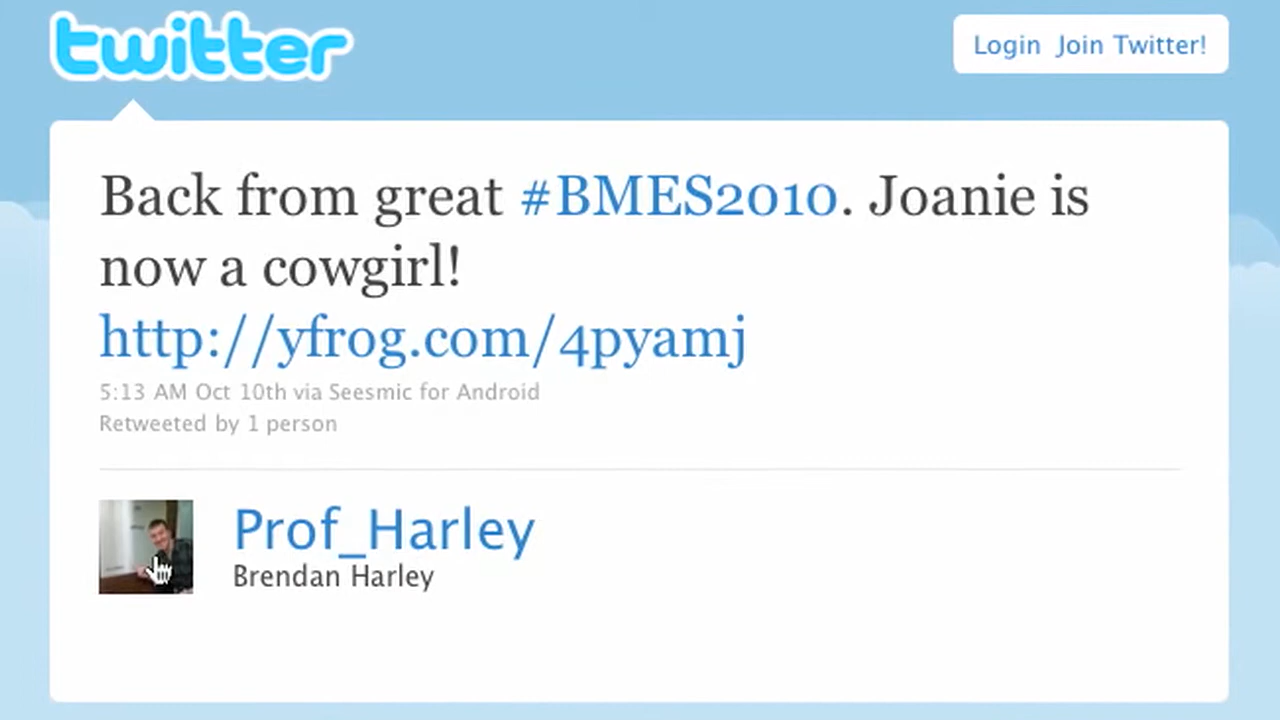 twitter
Login Join Twitter!
Back from great #BMES2010. Joanie is
now a cowgirl!
http://yfrog.com/4pyamj
5:13 AM Oct 10th via Seesmic for Android
Retweeted by 1 person
Prof_Harley
Brendan Harley